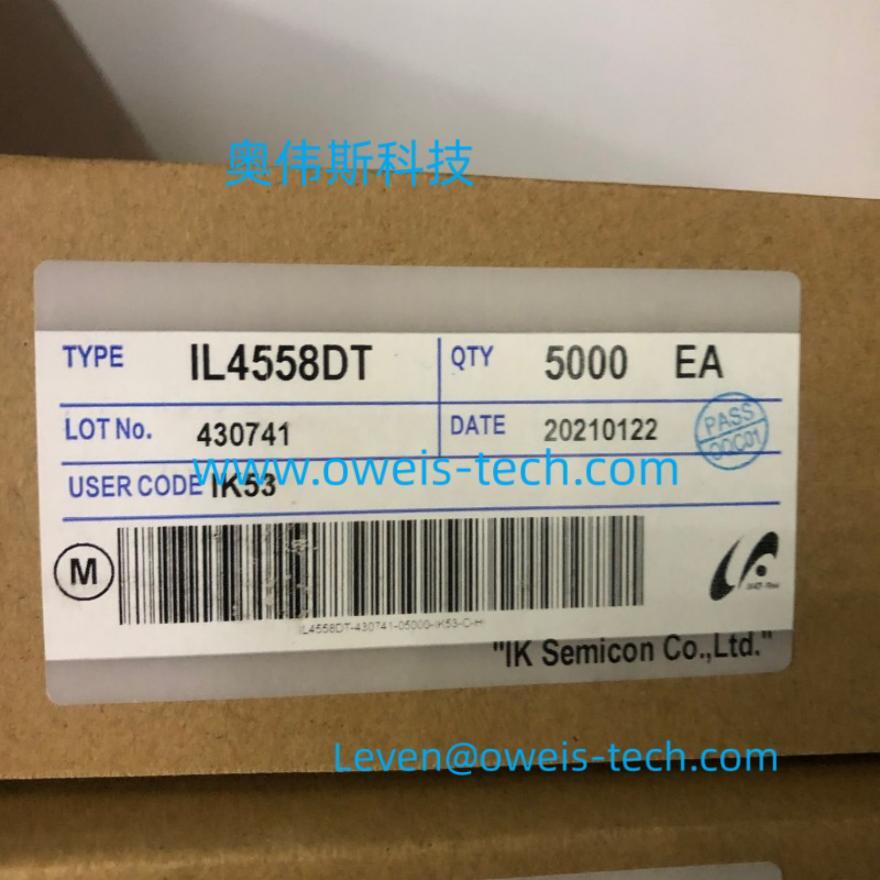 奥伟斯科技
TYPE IL4558DT QTY 5000 EA
LOT No. 430741 DATE 20210122
PASS
QDC01
www.oweis-tech.com
USER CODE IK53
M
IL4558DT-430741-05000-IK53-C-H
"IK Semicon Co.,Ltd."
Leven@oweis-tech.com